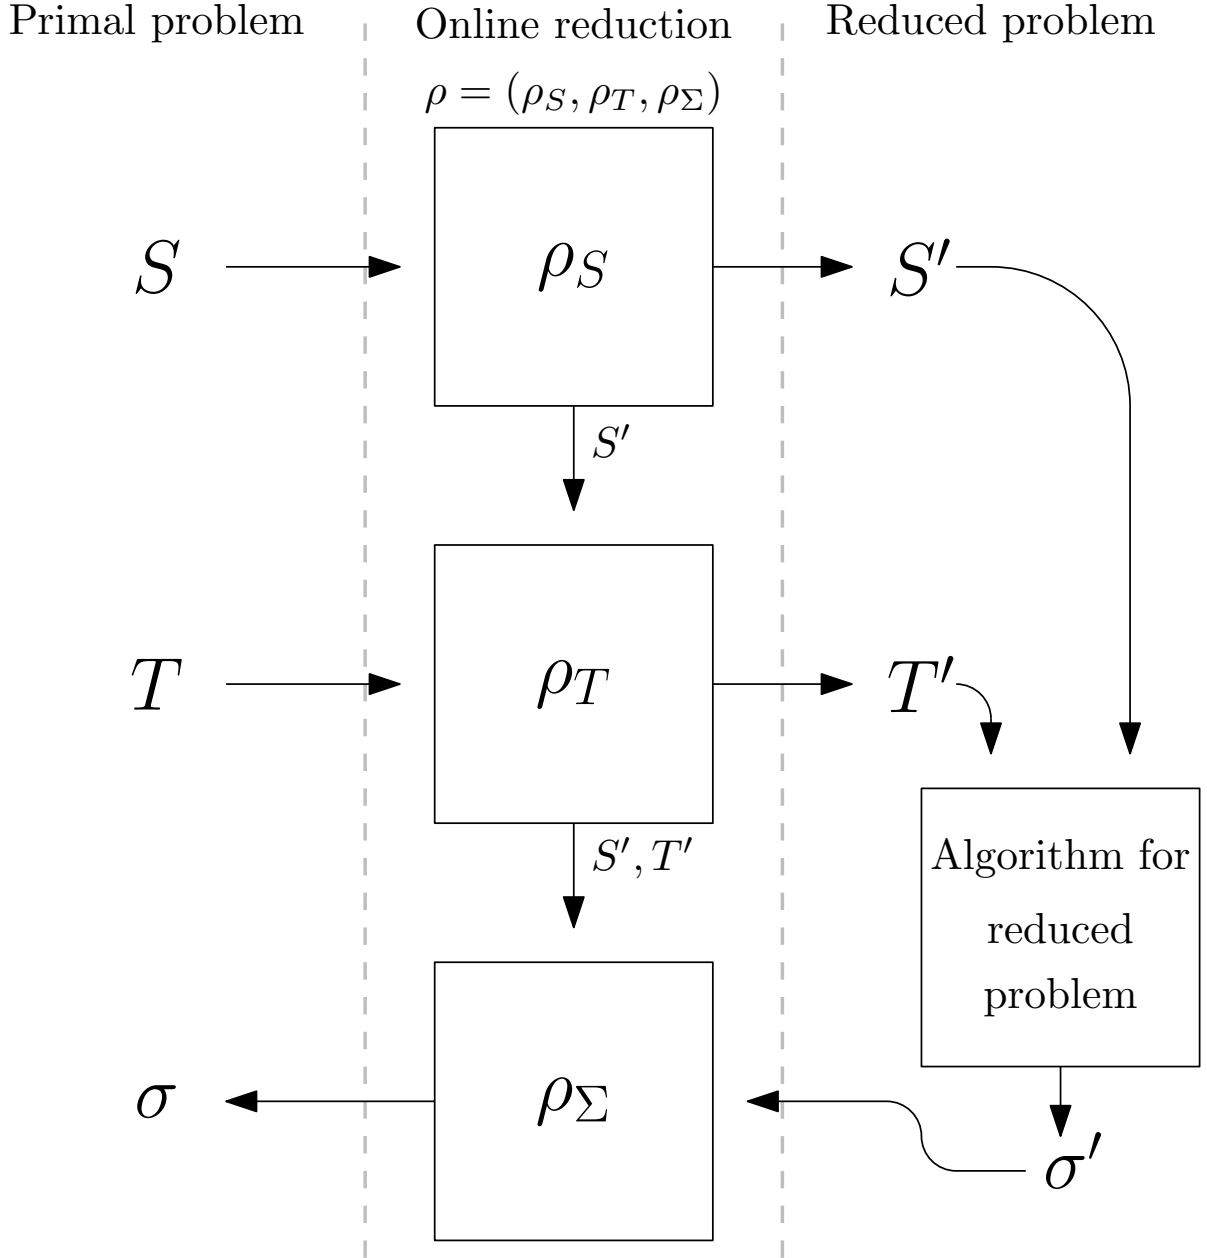 Primal problem
Online reduction
Reduced problem
ρ = (ρ_S, ρ_T, ρ_Σ)
S
ρ_S
S′
S′
T
ρ_T
T′
S′, T′
Algorithm for
reduced
problem
σ
ρ_Σ
σ′